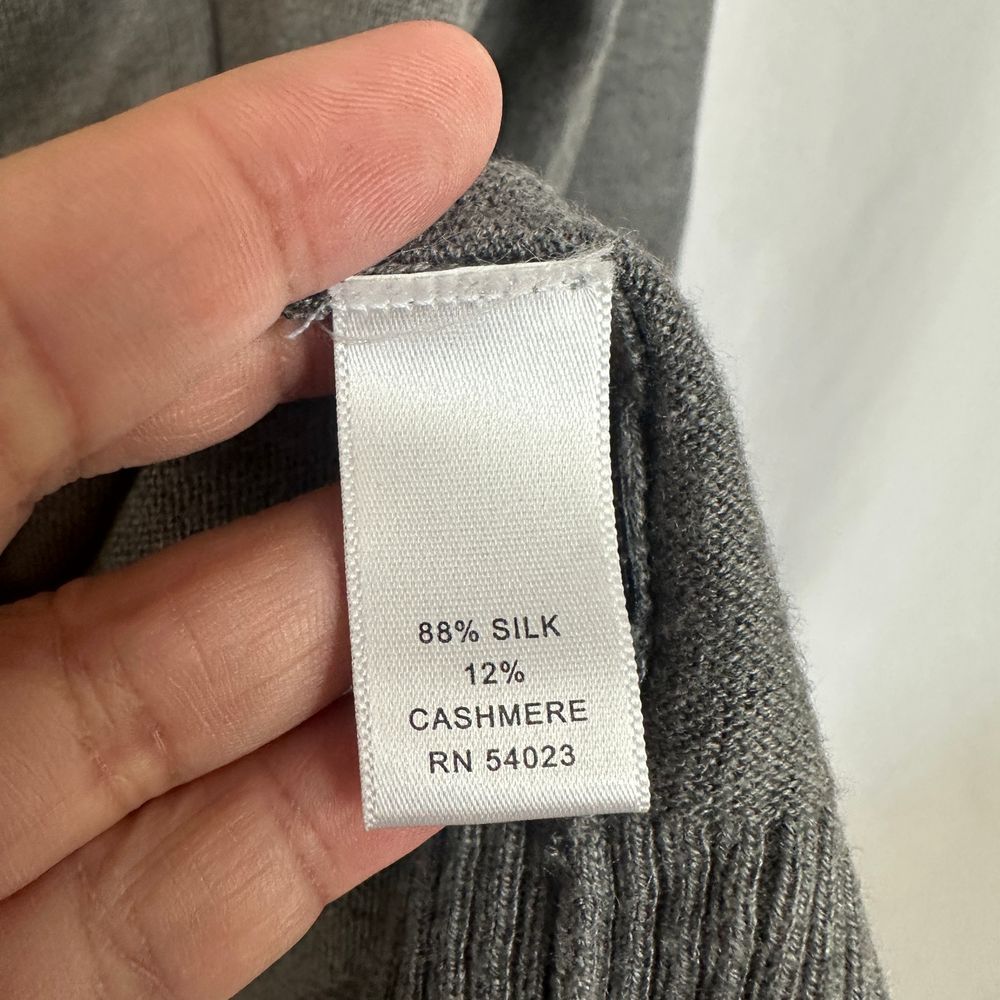 88% SILK
12%
CASHMERE
RN 54023